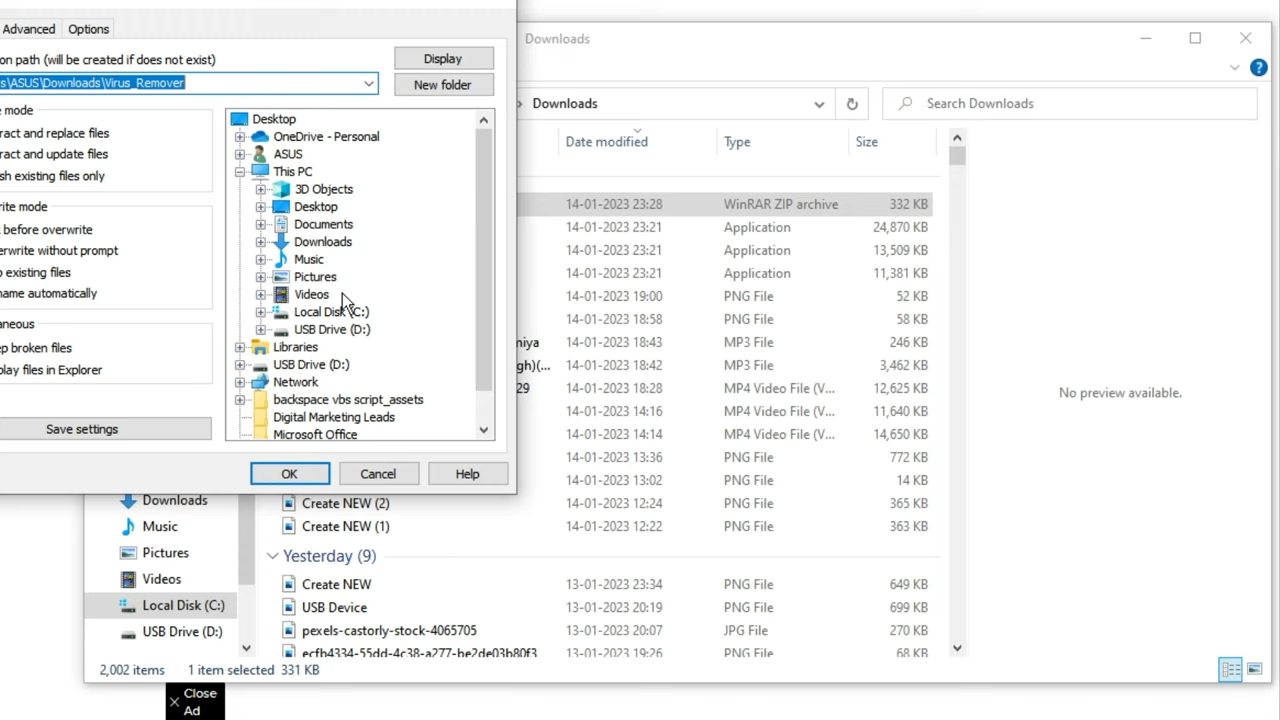 Advanced
Options
on path (will be created if does not exist)
s\ASUS\Downloads\Virus_Remover
Display
New folder
e mode
ract and replace files
ract and update files
sh existing files only
rite mode
before overwrite
erwrite without prompt
p existing files
name automatically
aneous
ep broken files
play files in Explorer
Save settings
Desktop
OneDrive - Personal
ASUS
This PC
3D Objects
Desktop
Documents
Downloads
Music
Pictures
Videos
Local Disk (C:)
USB Drive (D:)
Libraries
USB Drive (D:)
Network
backspace vbs script_assets
Digital Marketing Leads
Microsoft Office
OK
Cancel
Help
Downloads
Downloads
Search Downloads
Date modified
Type
Size
14-01-2023 23:28 WinRAR ZIP archive 332 KB
14-01-2023 23:21 Application 24,870 KB
14-01-2023 23:21 Application 13,509 KB
14-01-2023 23:21 Application 11,381 KB
14-01-2023 19:00 PNG File 52 KB
14-01-2023 18:58 PNG File 58 KB
miya 14-01-2023 18:43 MP3 File 246 KB
gh)(... 14-01-2023 18:42 MP3 File 3,462 KB
29 14-01-2023 18:28 MP4 Video File (V... 12,625 KB
14-01-2023 14:16 MP4 Video File (V... 11,640 KB
14-01-2023 14:14 MP4 Video File (V... 14,650 KB
14-01-2023 13:36 PNG File 772 KB
14-01-2023 13:02 PNG File 14 KB
Create NEW (2) 14-01-2023 12:24 PNG File 365 KB
Create NEW (1) 14-01-2023 12:22 PNG File 363 KB
Yesterday (9)
Create NEW 13-01-2023 23:34 PNG File 649 KB
USB Device 13-01-2023 20:19 PNG File 699 KB
pexels-castorly-stock-4065705 13-01-2023 20:07 JPG File 270 KB
ecfb4334-55dd-4c38-a277-be2de03b80f3 13-01-2023 19:26 PNG File 68 KB
No preview available.
Downloads
Music
Pictures
Videos
Local Disk (C:)
USB Drive (D:)
2,002 items 1 item selected 331 KB
Close
Ad